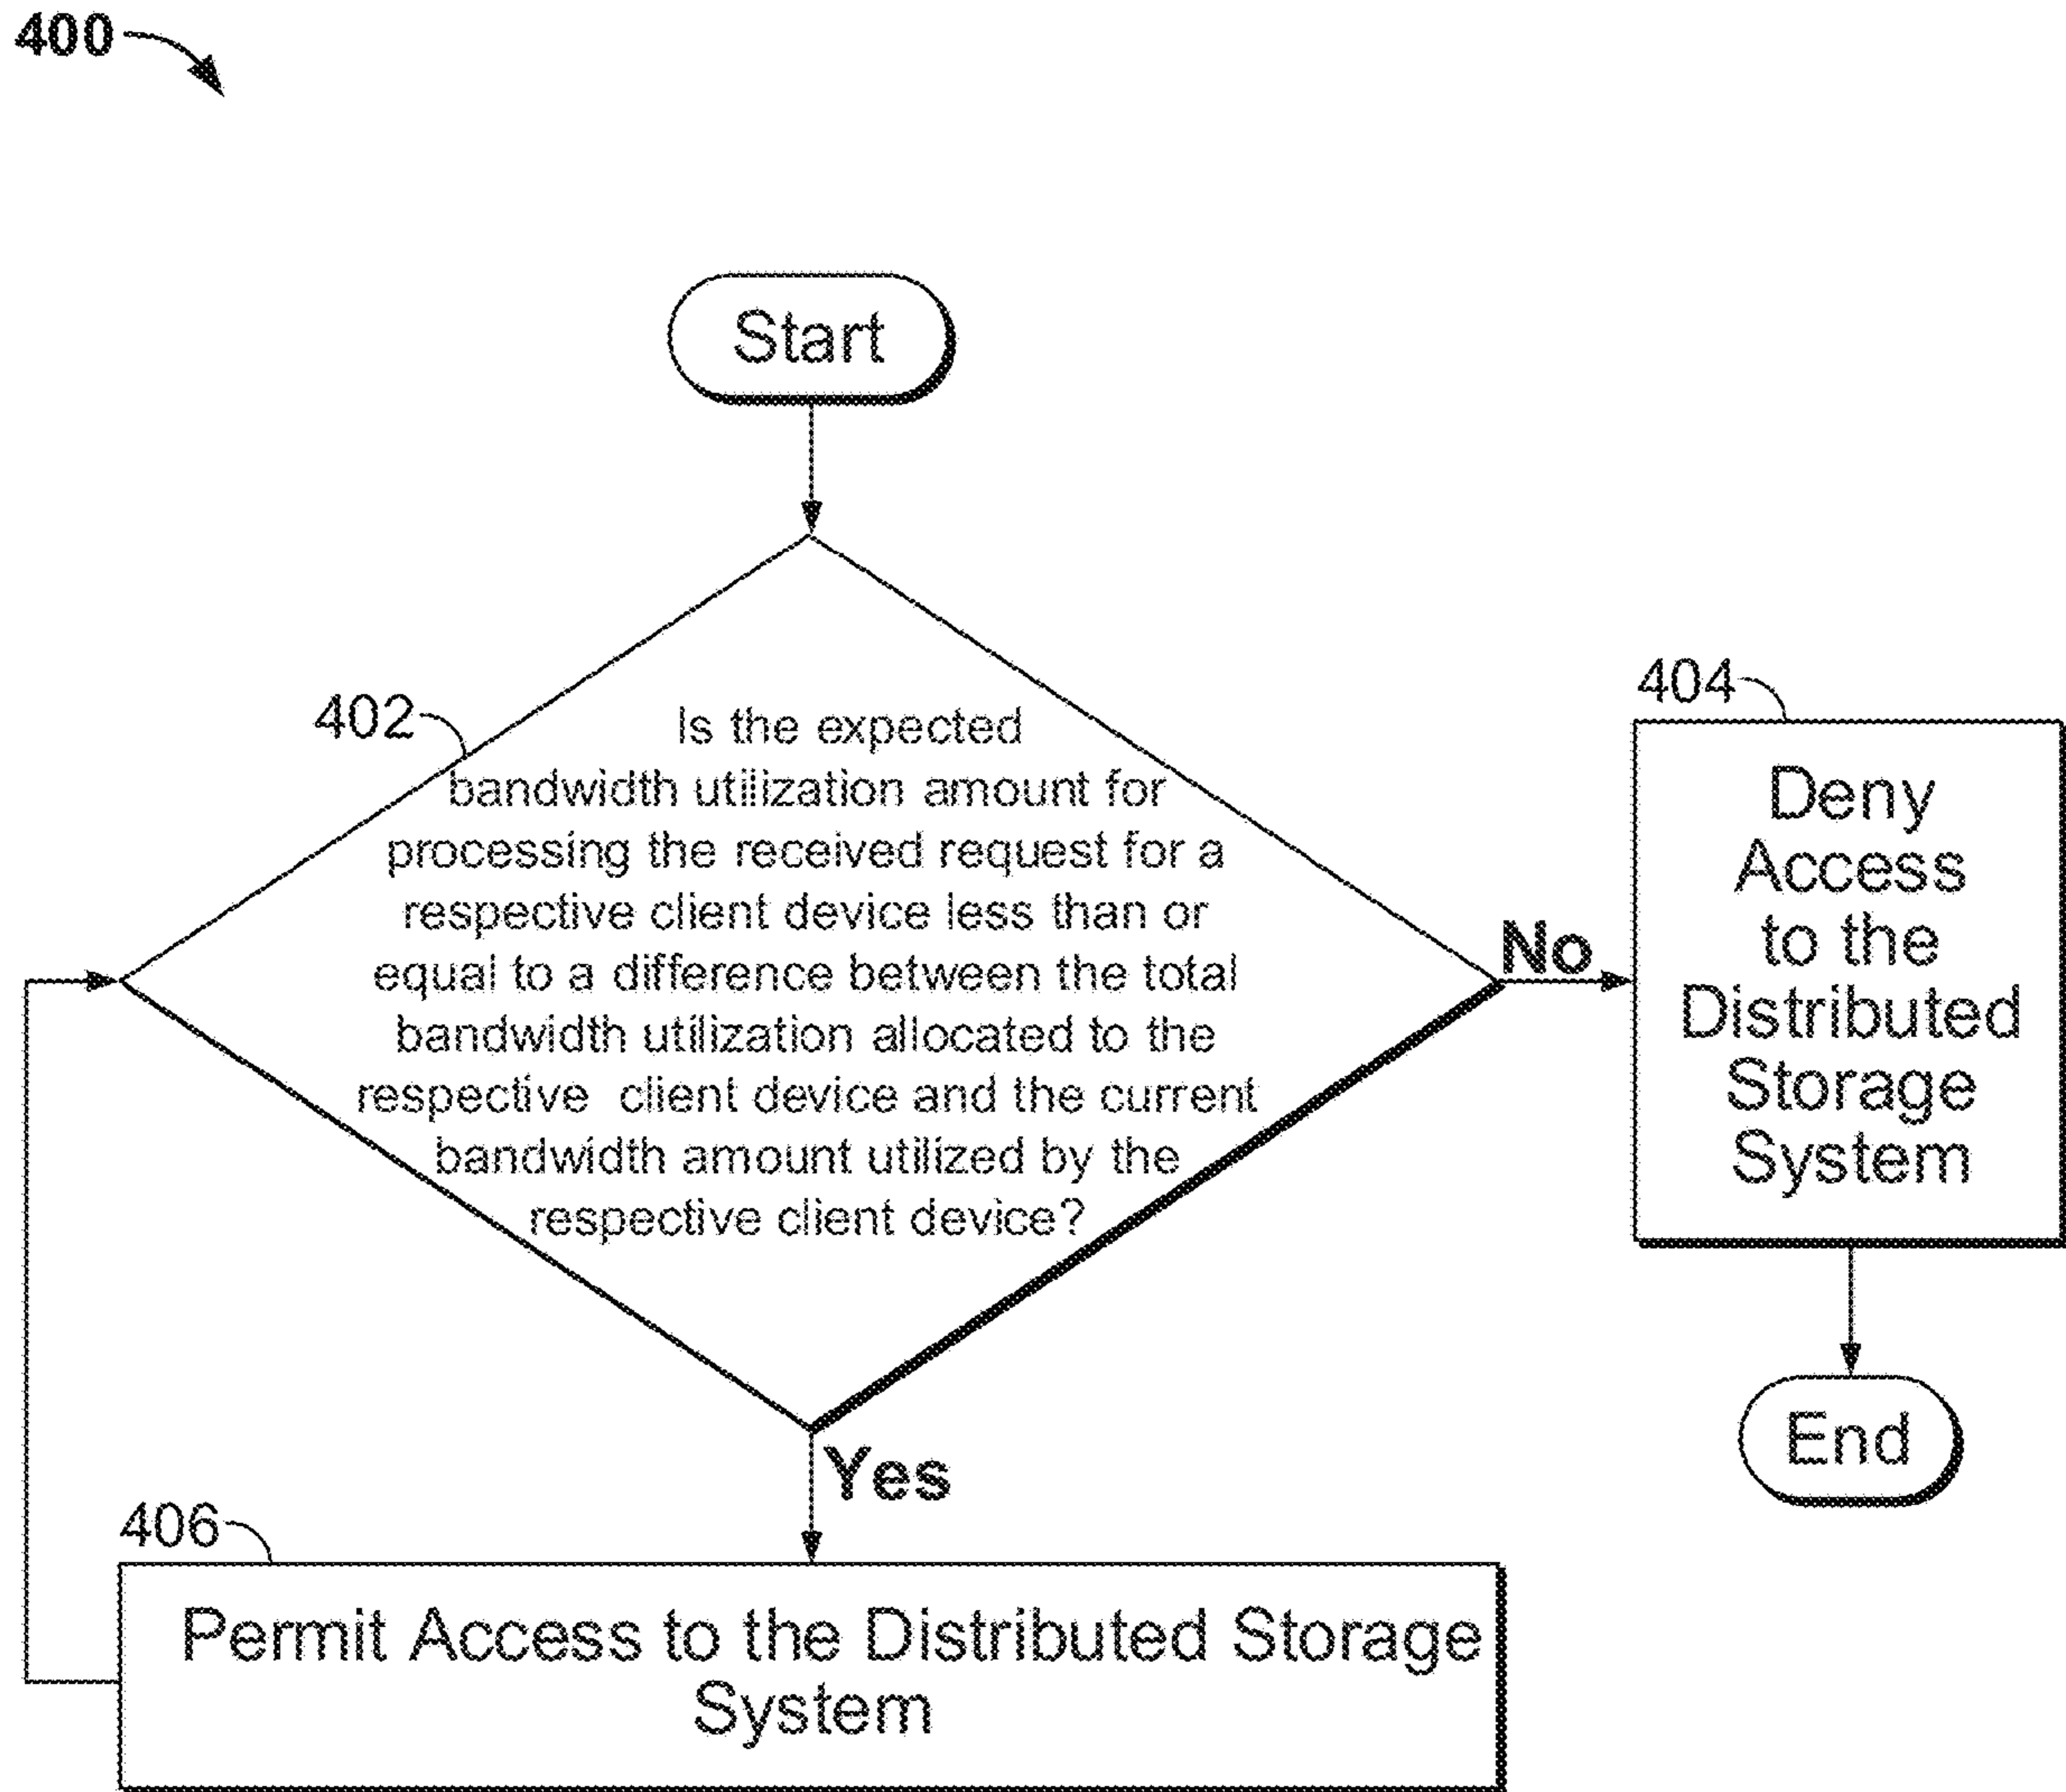 400
Start
402
Is the expected
bandwidth utilization amount for
processing the received request for a
respective client device less than or
equal to a difference between the total
bandwidth utilization allocated to the
respective client device and the current
bandwidth amount utilized by the
respective client device?
No
404
Deny
Access
to the
Distributed
Storage
System
End
Yes
406
Permit Access to the Distributed Storage
System